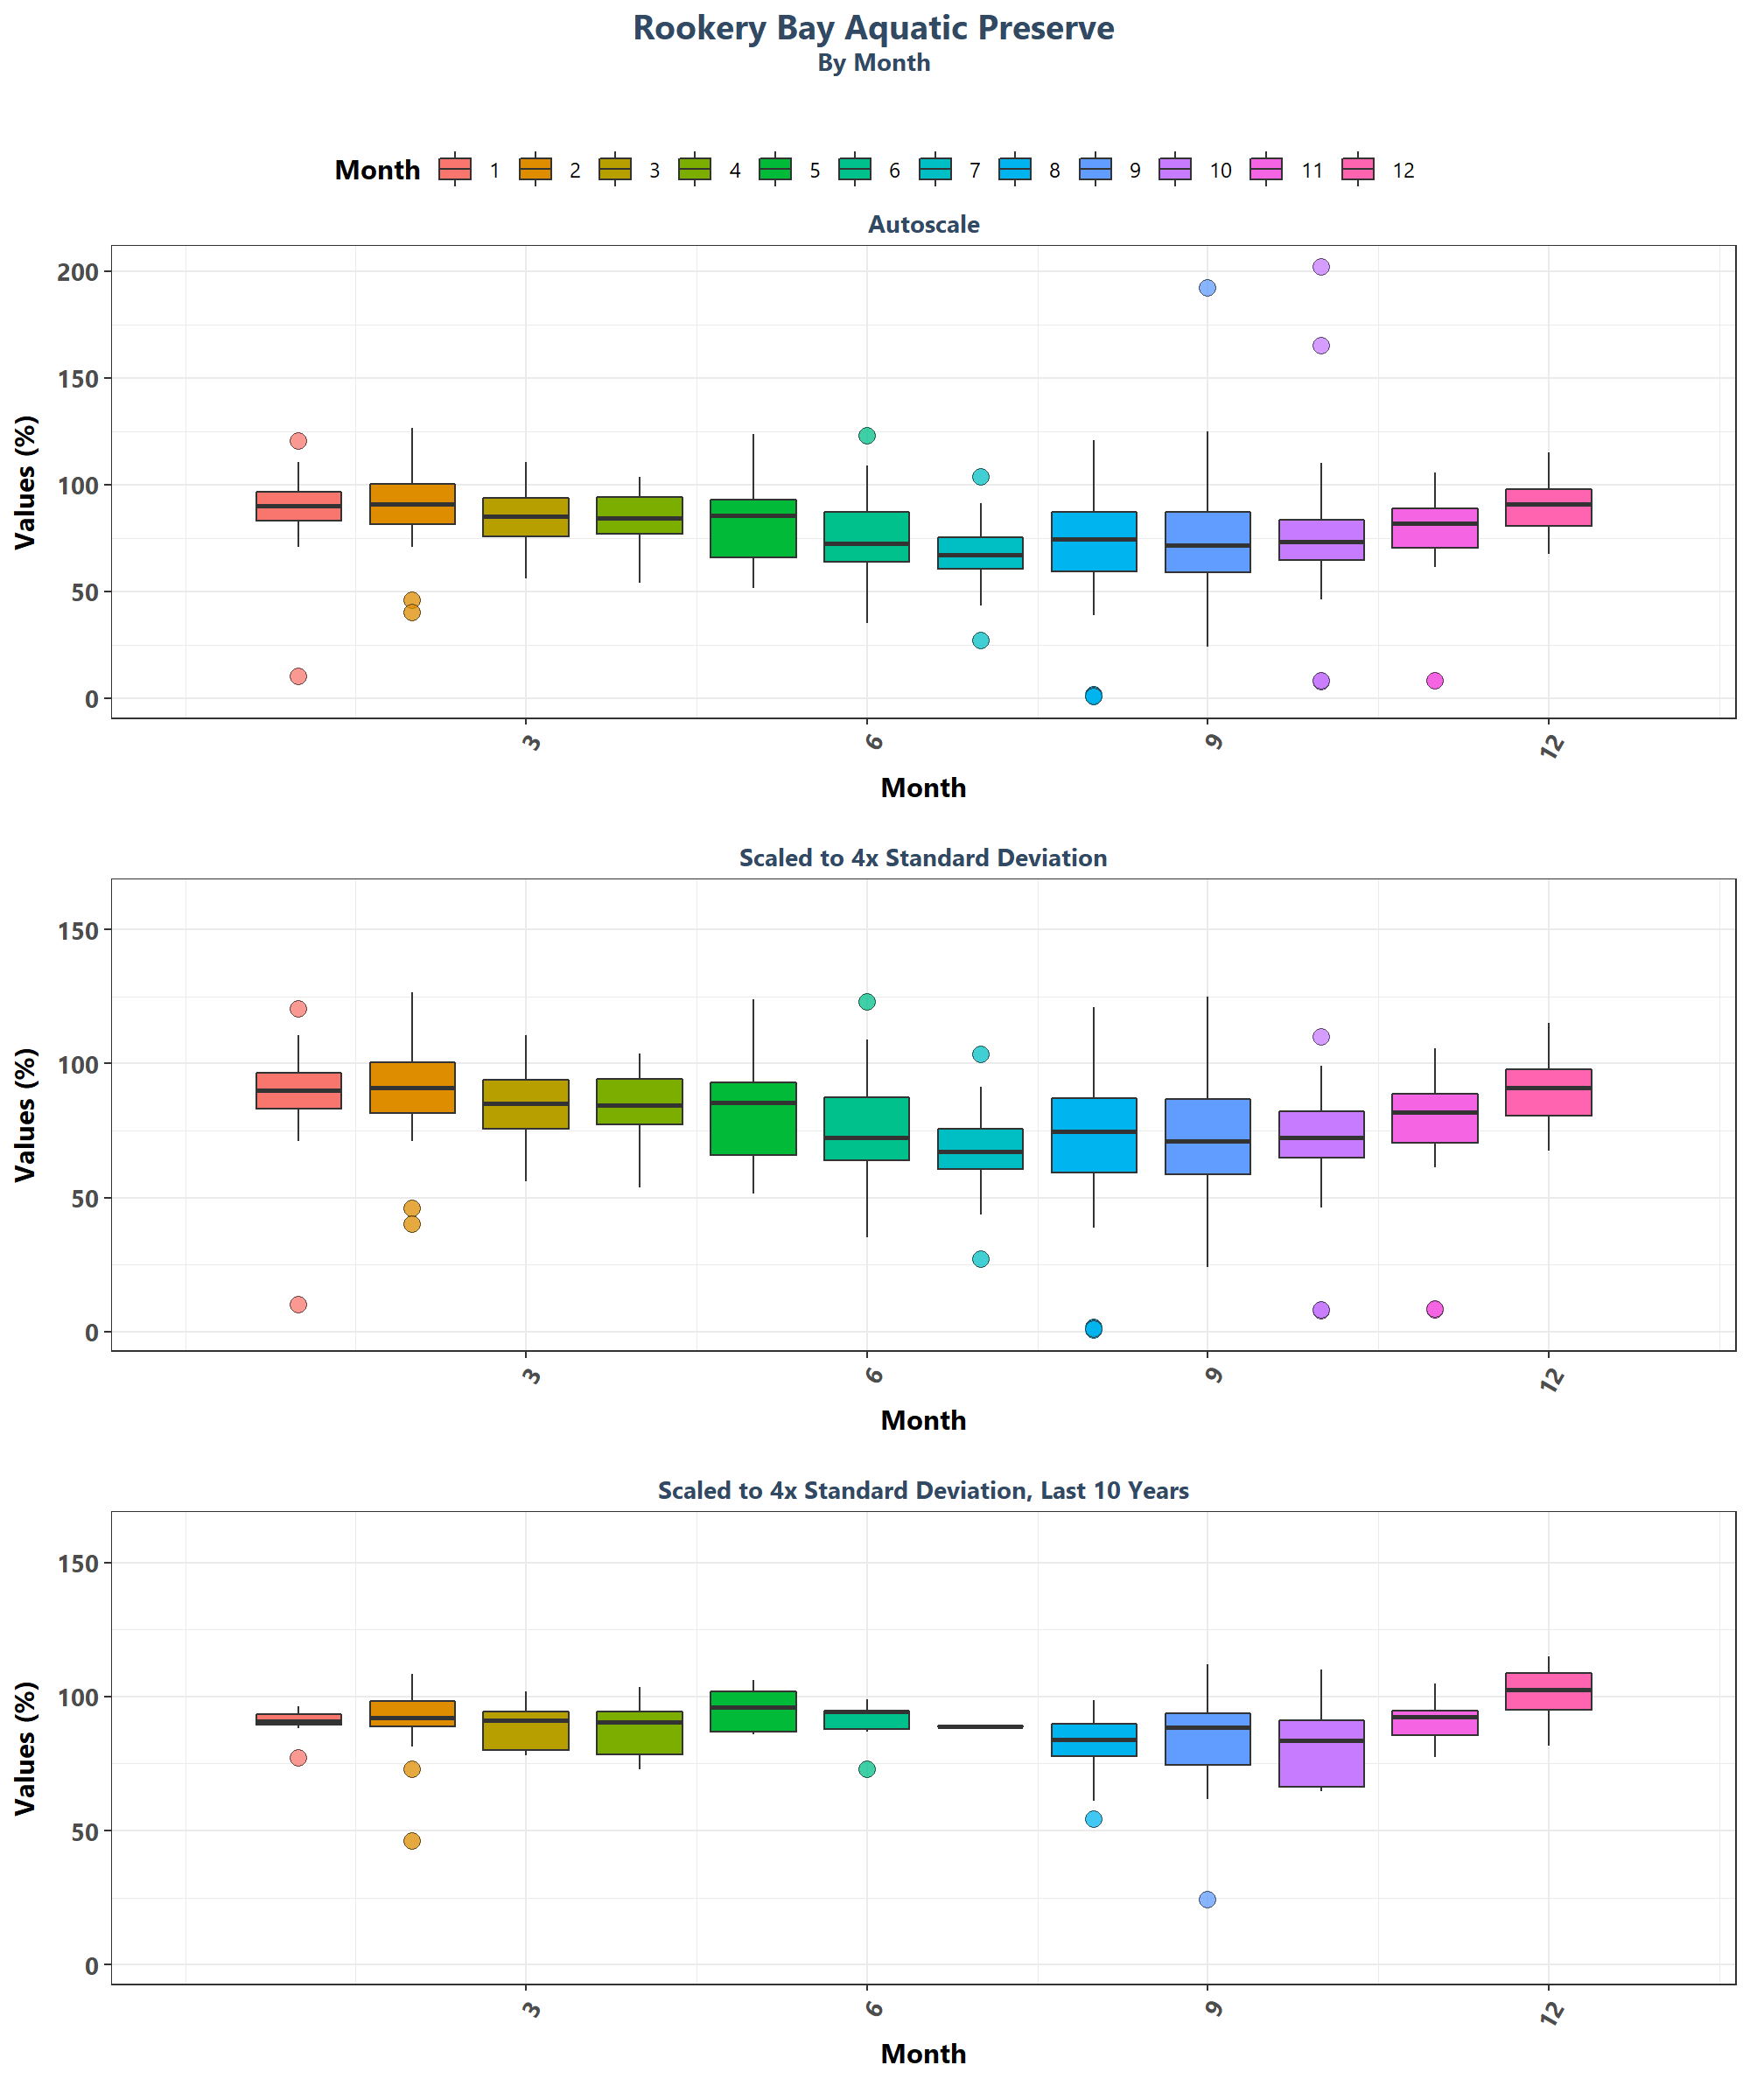 Rookery Bay Aquatic Preserve
By Month
Month 1 2 3 4 5 6 7 8 9 10 11 12
Autoscale
Values (%)
200
150
100
50
0
3 6 9 12
Month
Scaled to 4x Standard Deviation
Values (%)
150
100
50
0
3 6 9 12
Month
Scaled to 4x Standard Deviation, Last 10 Years
Values (%)
150
100
50
0
3 6 9 12
Month